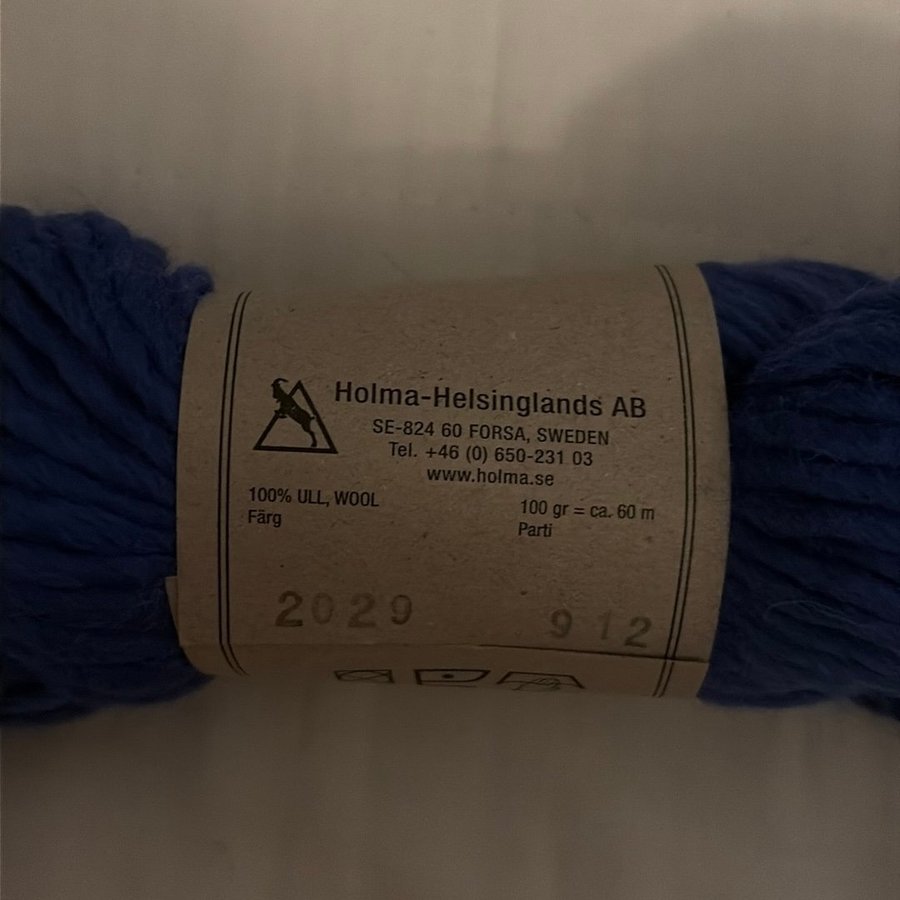 Holma-Helsinglands AB
SE-824 60 FORSA, SWEDEN
Tel. +46 (0) 650-231 03
www.holma.se
100% ULL, WOOL
Färg
100 gr = ca. 60 m
Parti
2029
912